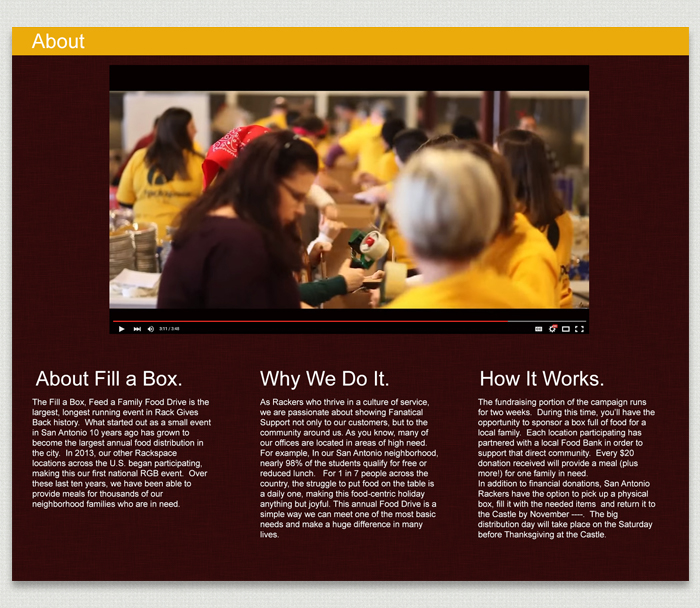 About
3:11 / 3:48
About Fill a Box.
The Fill a Box, Feed a Family Food Drive is the
largest, longest running event in Rack Gives
Back history.  What started out as a small event
in San Antonio 10 years ago has grown to
become the largest annual food distribution in
the city.  In 2013, our other Rackspace
locations across the U.S. began participating,
making this our first national RGB event.  Over
these last ten years, we have been able to
provide meals for thousands of our
neighborhood families who are in need.
Why We Do It.
As Rackers who thrive in a culture of service,
we are passionate about showing Fanatical
Support not only to our customers, but to the
community around us. As you know, many of
our offices are located in areas of high need.
For example, In our San Antonio neighborhood,
nearly 98% of the students qualify for free or
reduced lunch.   For 1 in 7 people across the
country, the struggle to put food on the table is
a daily one, making this food-centric holiday
anything but joyful. This annual Food Drive is a
simple way we can meet one of the most basic
needs and make a huge difference in many
lives.
How It Works.
The fundraising portion of the campaign runs
for two weeks.  During this time, you'll have the
opportunity to sponsor a box full of food for a
local family.  Each location participating has
partnered with a local Food Bank in order to
support that direct community.  Every $20
donation received will provide a meal (plus
more!) for one family in need.
In addition to financial donations, San Antonio
Rackers have the option to pick up a physical
box, fill it with the needed items  and return it to
the Castle by November ----.  The big
distribution day will take place on the Saturday
before Thanksgiving at the Castle.